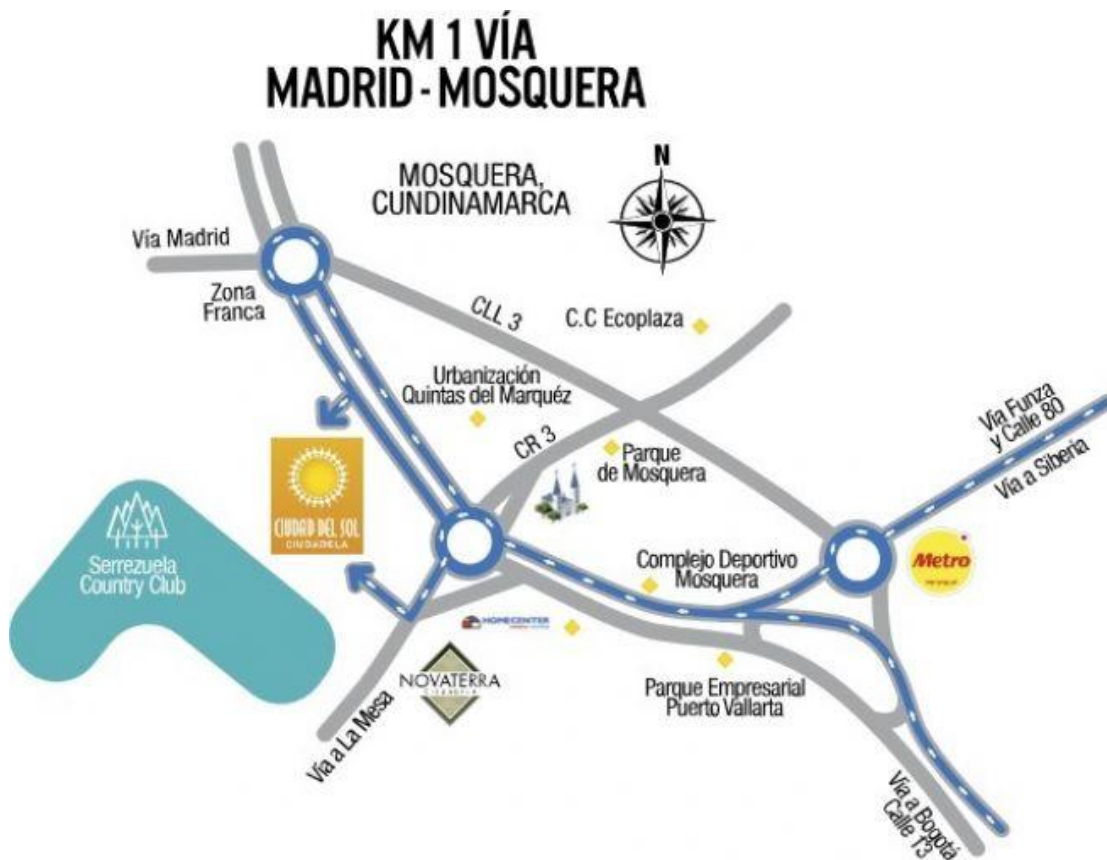 KM 1 VÍA
MADRID - MOSQUERA
MOSQUERA,
CUNDINAMARCA
N
Vía Madrid
Zona
Franca
CLL 3
C.C Ecoplaza
Urbanización
Quintas del Marquéz
CR 3
Parque
de Mosquera
Vía Funza
y Calle 80
Vía a Siberia
CIUDAD DEL SOL
CIUDADELA
Serrezuela
Country Club
Complejo Deportivo
Mosquera
Metro
HOMECENTER
NOVATERRA
Parque Empresarial
Puerto Vallarta
Vía a La Mesa
Vía a Bogotá
Calle 13